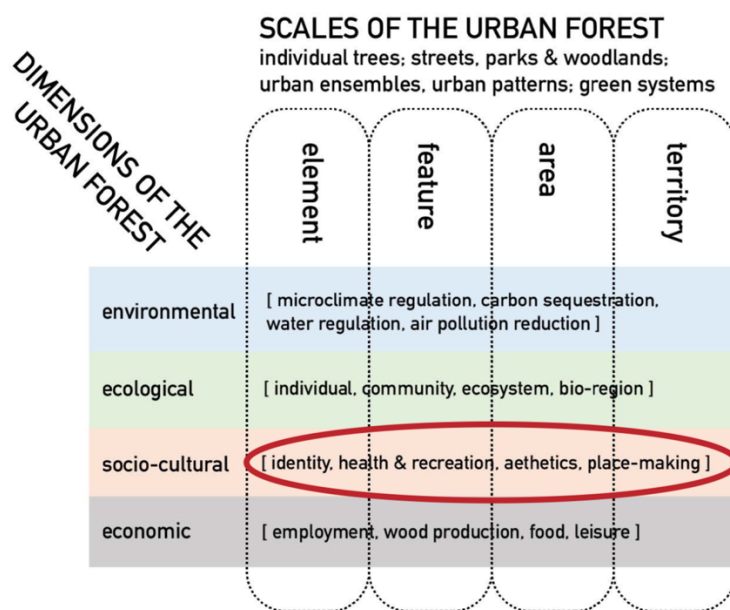 SCALES OF THE URBAN FOREST
individual trees; streets, parks & woodlands;
urban ensembles, urban patterns; green systems
DIMENSIONS OF THE
URBAN FOREST
element
feature
area
territory
environmental
[ microclimate regulation, carbon sequestration,
water regulation, air pollution reduction ]
ecological
[ individual, community, ecosystem, bio-region ]
socio-cultural
[ identity, health & recreation, aethetics, place-making ]
economic
[ employment, wood production, food, leisure ]